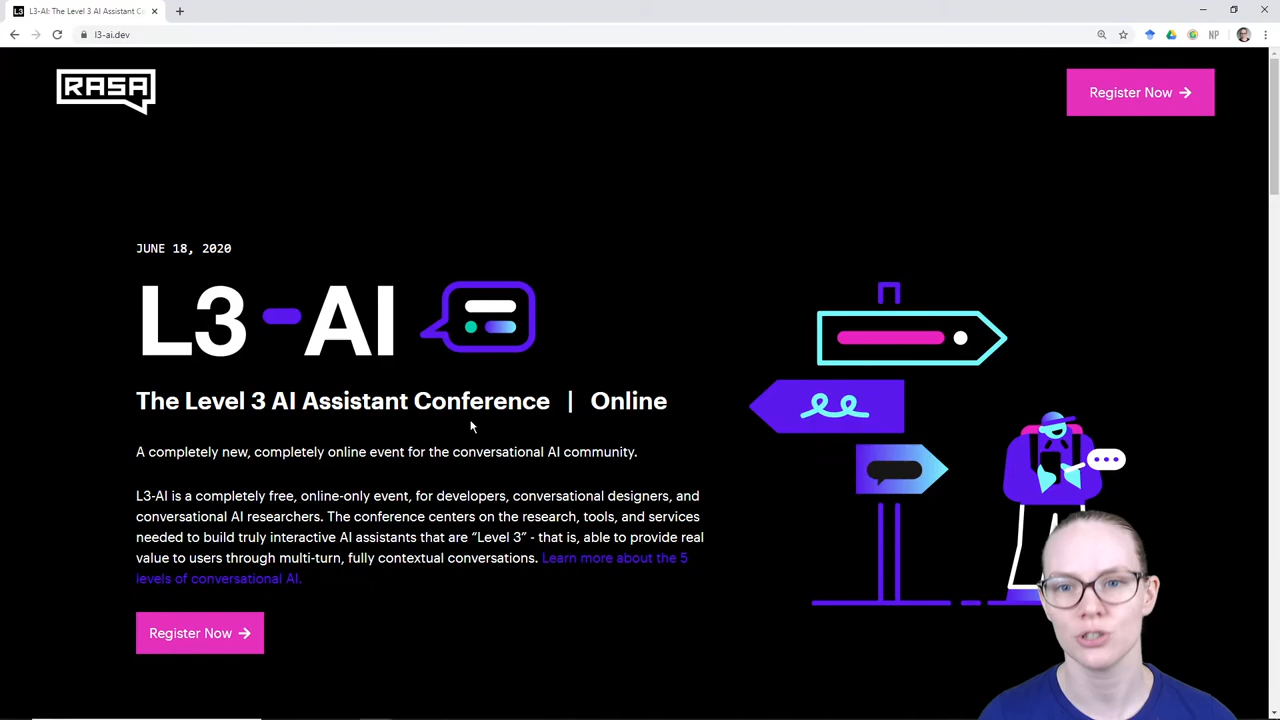 L3-AI: The Level 3 AI Assistant Co
l3-ai.dev
NP
RASA
Register Now
JUNE 18, 2020
L3-AI
The Level 3 AI Assistant Conference | Online
A completely new, completely online event for the conversational AI community.
L3-AI is a completely free, online-only event, for developers, conversational designers, and
conversational AI researchers. The conference centers on the research, tools, and services
needed to build truly interactive AI assistants that are “Level 3” - that is, able to provide real
value to users through multi-turn, fully contextual conversations. Learn more about the 5
levels of conversational AI.
Register Now